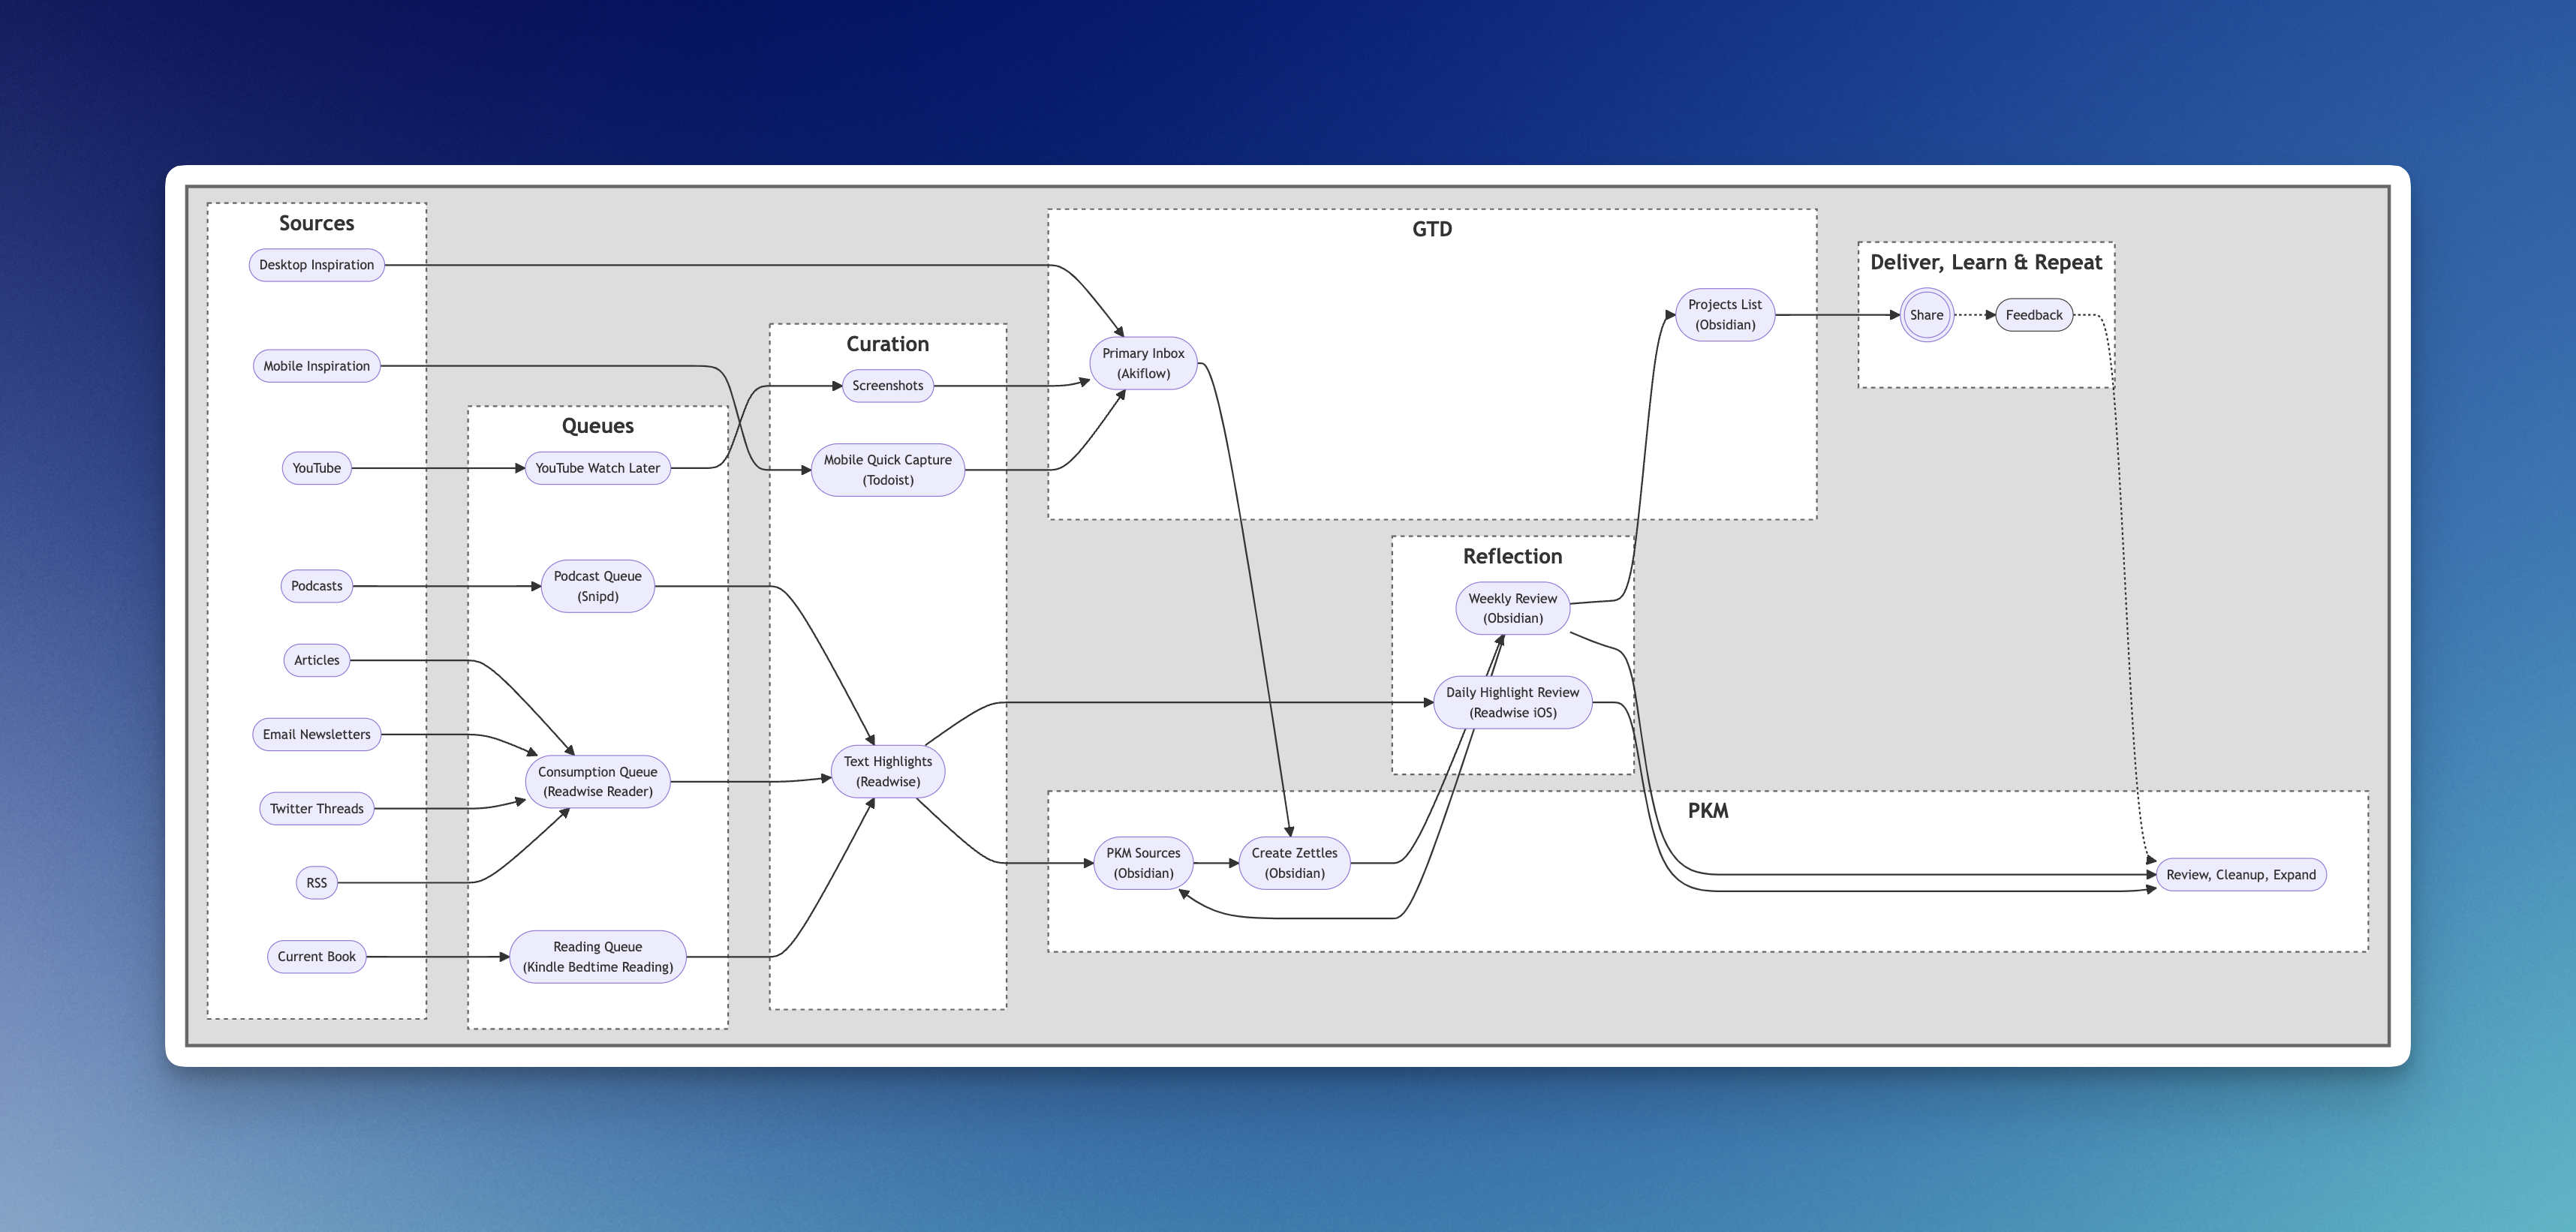 Sources
Desktop Inspiration
Mobile Inspiration
YouTube
Podcasts
Articles
Email Newsletters
Twitter Threads
RSS
Current Book
Queues
YouTube Watch Later
Podcast Queue
(Snipd)
Consumption Queue
(Readwise Reader)
Reading Queue
(Kindle Bedtime Reading)
Curation
Screenshots
Mobile Quick Capture
(Todoist)
Text Highlights
(Readwise)
GTD
Primary Inbox
(Akiflow)
Projects List
(Obsidian)
Deliver, Learn & Repeat
Share
Feedback
Reflection
Weekly Review
(Obsidian)
Daily Highlight Review
(Readwise iOS)
PKM
PKM Sources
(Obsidian)
Create Zettles
(Obsidian)
Review, Cleanup, Expand